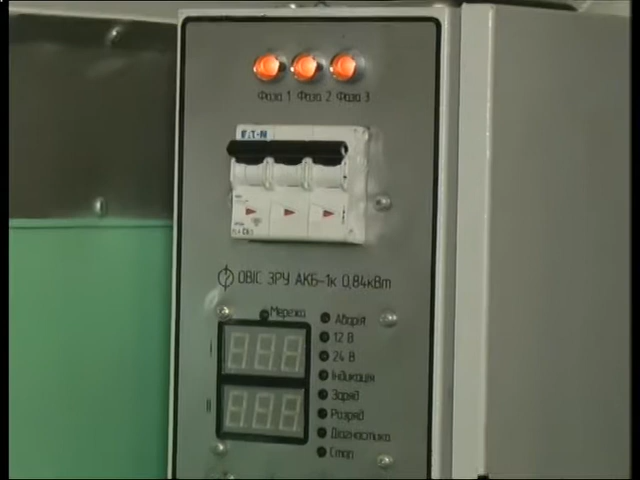 Фаза 1 Фаза 2 Фаза 3
EATON
ОВІС ЗРУ АКБ-1к 0,84кВт
Мережа
Аварія
12 В
I
24 В
Індикація
Заряд
II
Розряд
Діагностика
Стоп